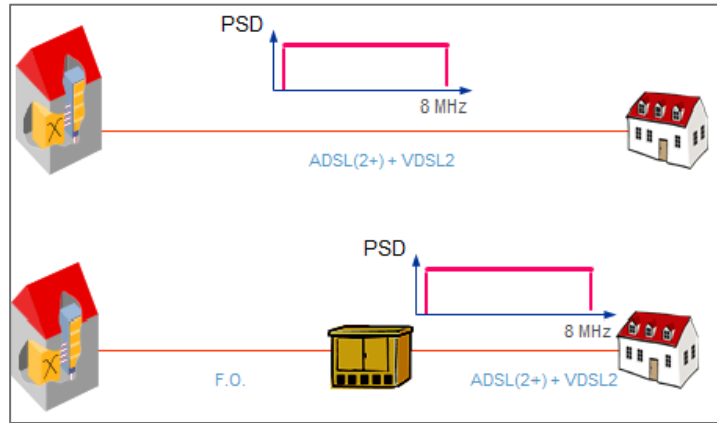 PSD
8 MHz
ADSL(2+) + VDSL2
PSD
8 MHz
F.O.
ADSL(2+) + VDSL2